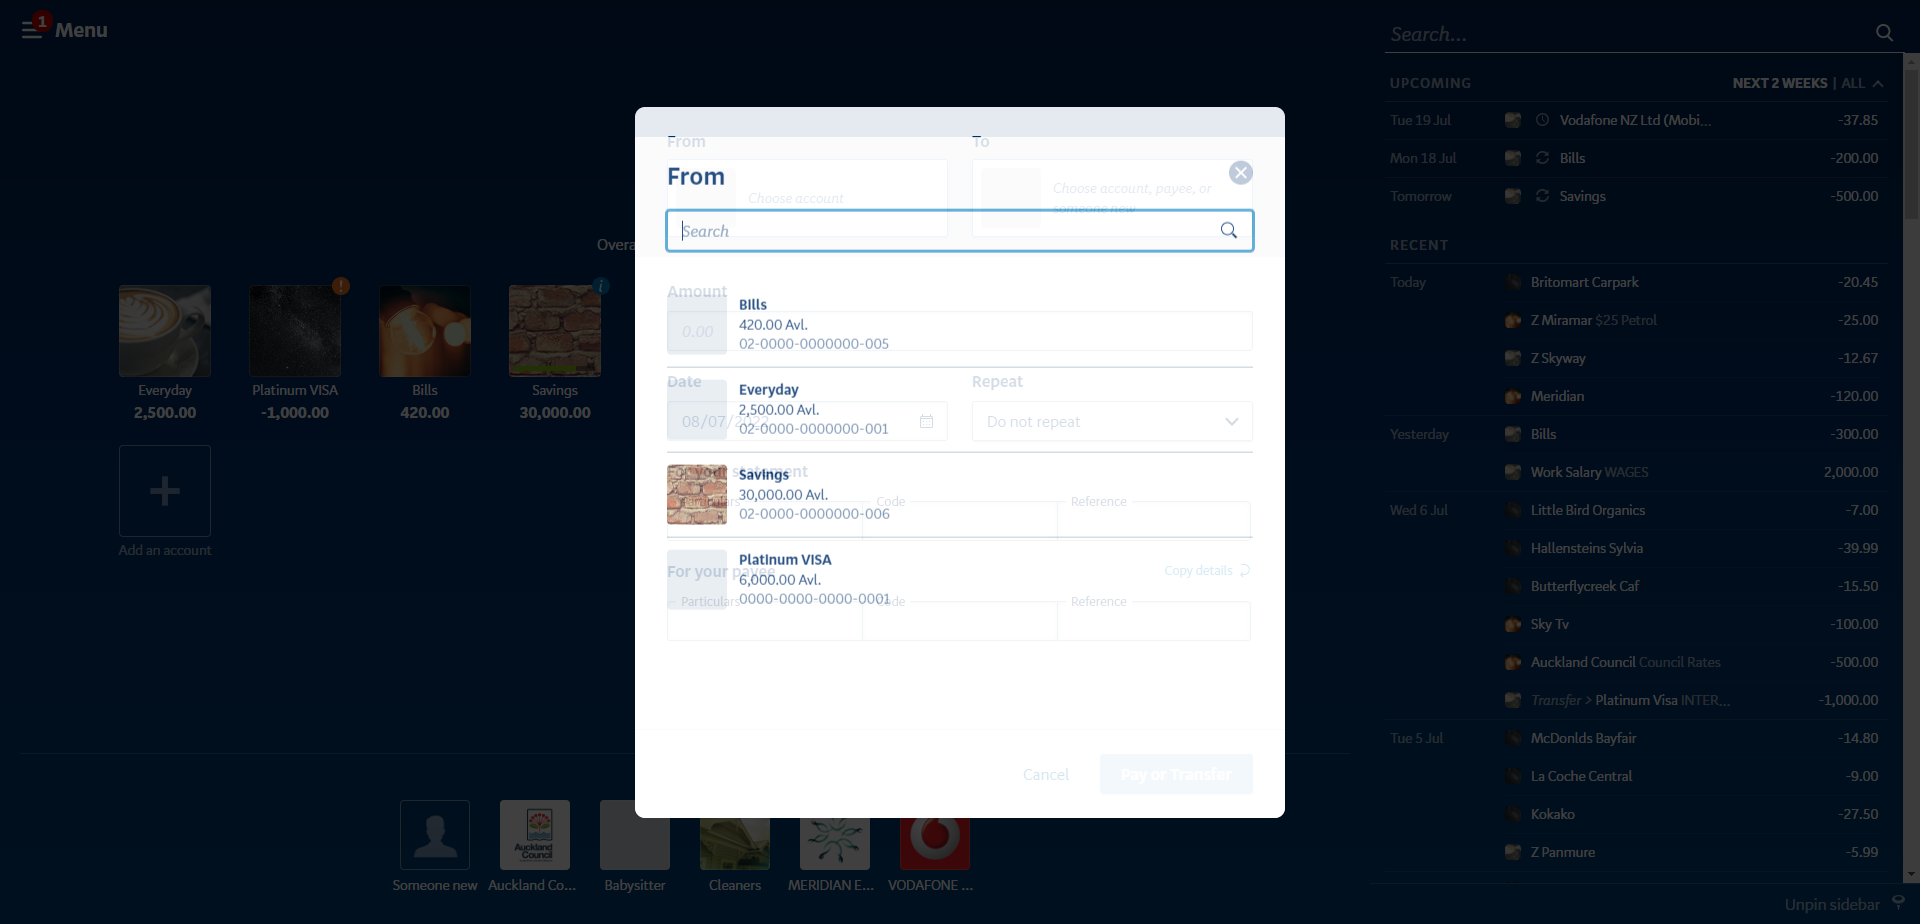 1
Menu
Overa
!
i
Everyday
2,500.00
Platinum VISA
-1,000.00
Bills
420.00
Savings
30,000.00
Add an account
Someone new
Auckland Council
Auckland Co...
Babysitter
Cleaners
MERIDIAN E...
VODAFONE ...
From
To
From
Choose account
Choose account, payee, or
someone new
Search
Amount
0.00
Bills
420.00 Avl.
02-0000-0000000-005
Date
Repeat
08/07/2022
Do not repeat
Everyday
2,500.00 Avl.
02-0000-0000000-001
For your statement
Particulars
Code
Reference
Savings
30,000.00 Avl.
02-0000-0000000-006
For your payee
Copy details
Particulars
Code
Reference
Platinum VISA
6,000.00 Avl.
0000-0000-0000-0001
Cancel
Pay or Transfer
Search...
UPCOMING NEXT 2 WEEKS | ALL
Tue 19 Jul Vodafone NZ Ltd (Mobi... -37.85
Mon 18 Jul Bills -200.00
Tomorrow Savings -500.00
RECENT
Today Britomart Carpark -20.45
Z Miramar $25 Petrol -25.00
Z Skyway -12.67
Meridian -120.00
Yesterday Bills -300.00
Work Salary WAGES 2,000.00
Wed 6 Jul Little Bird Organics -7.00
Hallensteins Sylvia -39.99
Butterflycreek Caf -15.50
Sky Tv -100.00
Auckland Council Council Rates -500.00
Transfer > Platinum Visa INTER... -1,000.00
Tue 5 Jul McDonlds Bayfair -14.80
La Coche Central -9.00
Kokako -27.50
Z Panmure -5.99
Unpin sidebar